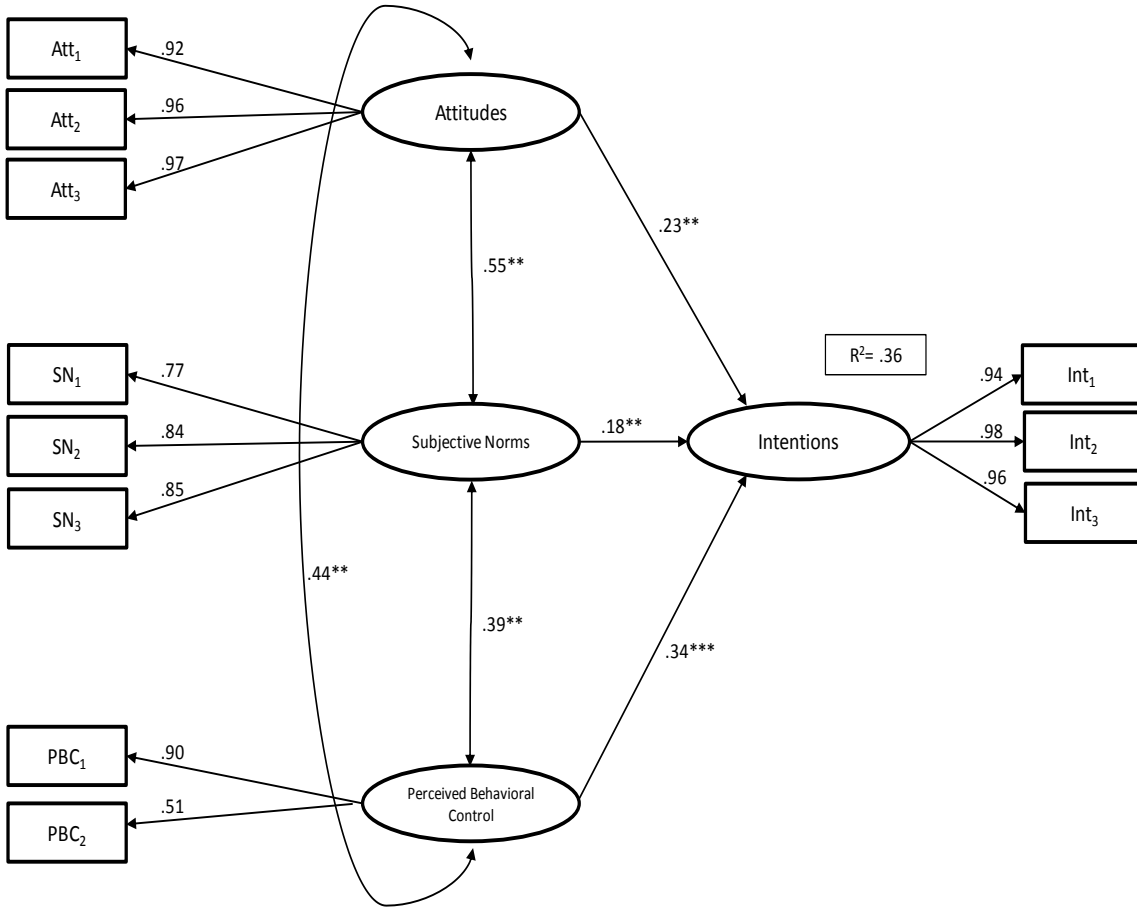 Att₁
.92
Att₂
.96
Att₃
.97
Attitudes
.23**
.55**
SN₁
.77
SN₂
.84
SN₃
.85
Subjective Norms
.18**
R²= .36
Intentions
.94
Int₁
.98
Int₂
.96
Int₃
.44**
.39**
.34***
PBC₁
.90
PBC₂
.51
Perceived Behavioral
Control